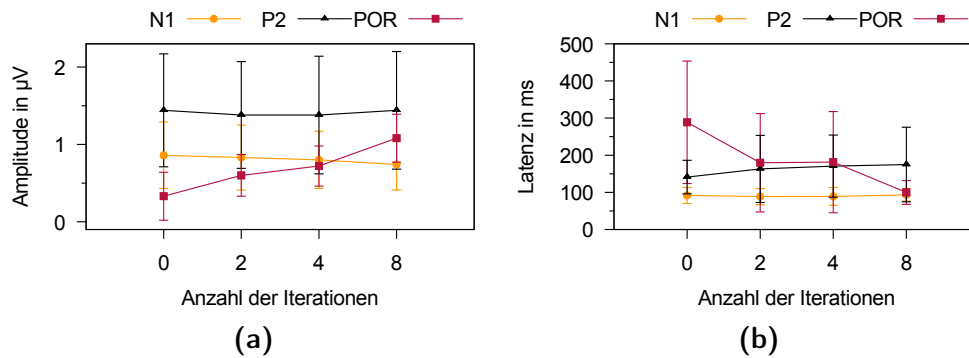 N1 P2 POR
Amplitude in µV
2
1
0
0 2 4 8
Anzahl der Iterationen
(a)
N1 P2 POR
Latenz in ms
500
400
300
200
100
0
0 2 4 8
Anzahl der Iterationen
(b)